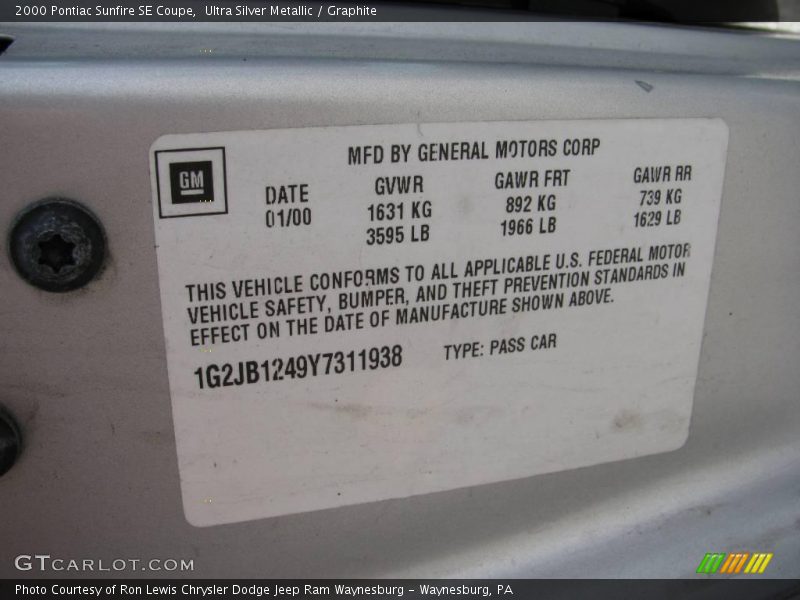 2000 Pontiac Sunfire SE Coupe,  Ultra Silver Metallic / Graphite
MFD BY GENERAL MOTORS CORP
GM
DATE GVWR GAWR FRT GAWR RR
01/00 1631 KG 892 KG 739 KG
3595 LB 1966 LB 1629 LB
THIS VEHICLE CONFORMS TO ALL APPLICABLE U.S. FEDERAL MOTOR
VEHICLE SAFETY, BUMPER, AND THEFT PREVENTION STANDARDS IN
EFFECT ON THE DATE OF MANUFACTURE SHOWN ABOVE.
1G2JB1249Y7311938 TYPE: PASS CAR
GTCARLOT.COM
Photo Courtesy of Ron Lewis Chrysler Dodge Jeep Ram Waynesburg - Waynesburg, PA